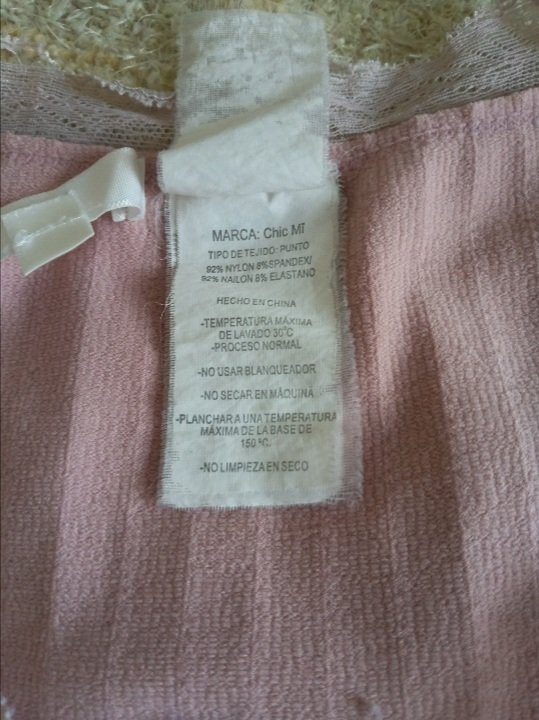 MARCA: Chic Mī
TIPO DE TEJIDO: PUNTO
92% NYLON 8%SPANDEX/
92% NAILON 8% ELASTANO
HECHO EN CHINA
-TEMPERATURA MÁXIMA
DE LAVADO 30°C
-PROCESO NORMAL
-NO USAR BLANQUEADOR
-NO SECAR EN MÁQUINA
-PLANCHAR A UNA TEMPERATURA
MÁXIMA DE LA BASE DE
150 ºC.
-NO LIMPIEZA EN SECO